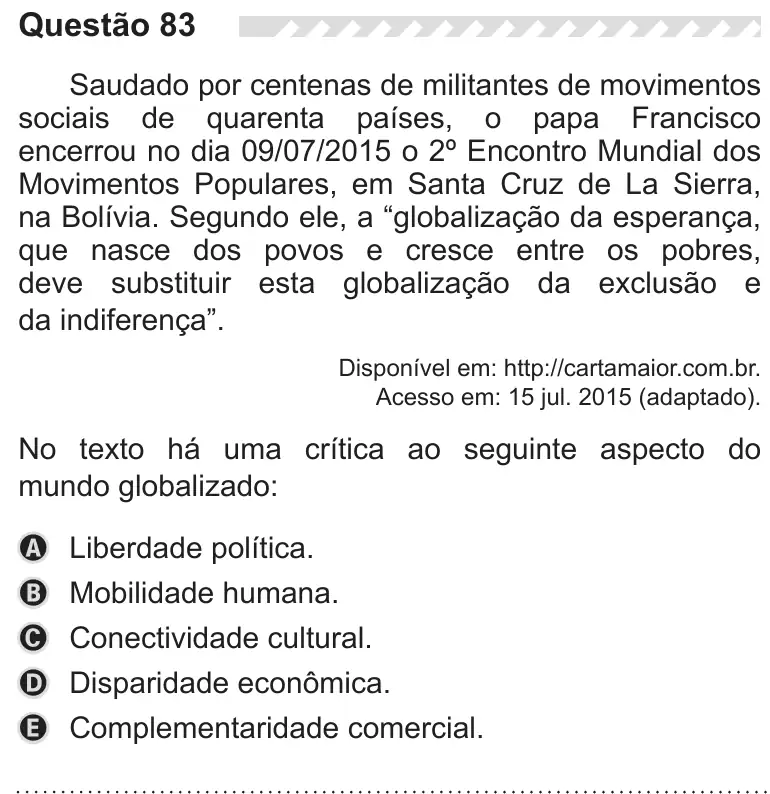 Questão 83
Saudado por centenas de militantes de movimentos
sociais de quarenta países, o papa Francisco
encerrou no dia 09/07/2015 o 2º Encontro Mundial dos
Movimentos Populares, em Santa Cruz de La Sierra,
na Bolívia. Segundo ele, a “globalização da esperança,
que nasce dos povos e cresce entre os pobres,
deve substituir esta globalização da exclusão e
da indiferença”.
Disponível em: http://cartamaior.com.br.
Acesso em: 15 jul. 2015 (adaptado).
No texto há uma crítica ao seguinte aspecto do
mundo globalizado:
A Liberdade política.
B Mobilidade humana.
C Conectividade cultural.
D Disparidade econômica.
E Complementaridade comercial.